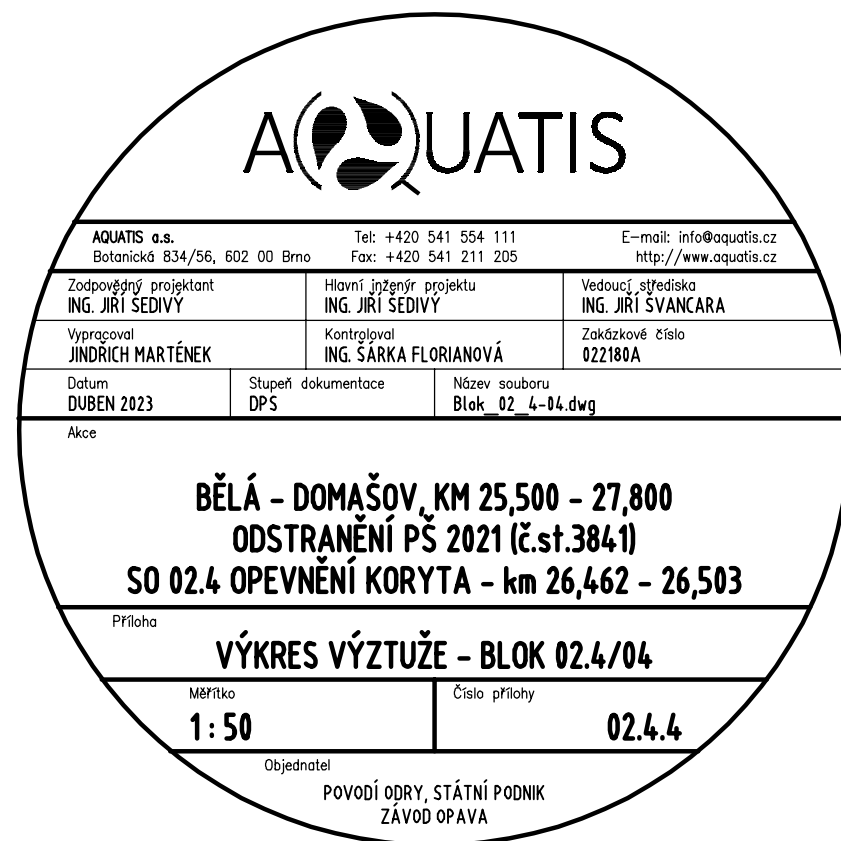 AQUATIS
AQUATIS a.s. Tel: +420 541 554 111 E-mail: info@aquatis.cz
Botanická 834/56, 602 00 Brno Fax: +420 541 211 205 http://www.aquatis.cz
Zodpovědný projektant Hlavní inženýr projektu Vedoucí střediska
ING. JIŘÍ ŠEDIVÝ ING. JIŘÍ ŠEDIVÝ ING. JIŘÍ ŠVANCARA
Vypracoval Kontroloval Zakázkové číslo
JINDŘICH MARTÉNEK ING. ŠÁRKA FLORIANOVÁ 022180A
Datum Stupeň dokumentace Název souboru
DUBEN 2023 DPS Blok_02_4-04.dwg
Akce
BĚLÁ - DOMAŠOV, KM 25,500 - 27,800
ODSTRANĚNÍ PŠ 2021 (č.st.3841)
SO 02.4 OPEVNĚNÍ KORYTA - km 26,462 - 26,503
Příloha
VÝKRES VÝZTUŽE - BLOK 02.4/04
Měřítko Číslo přílohy
1 : 50 02.4.4
Objednatel
POVODÍ ODRY, STÁTNÍ PODNIK
ZÁVOD OPAVA